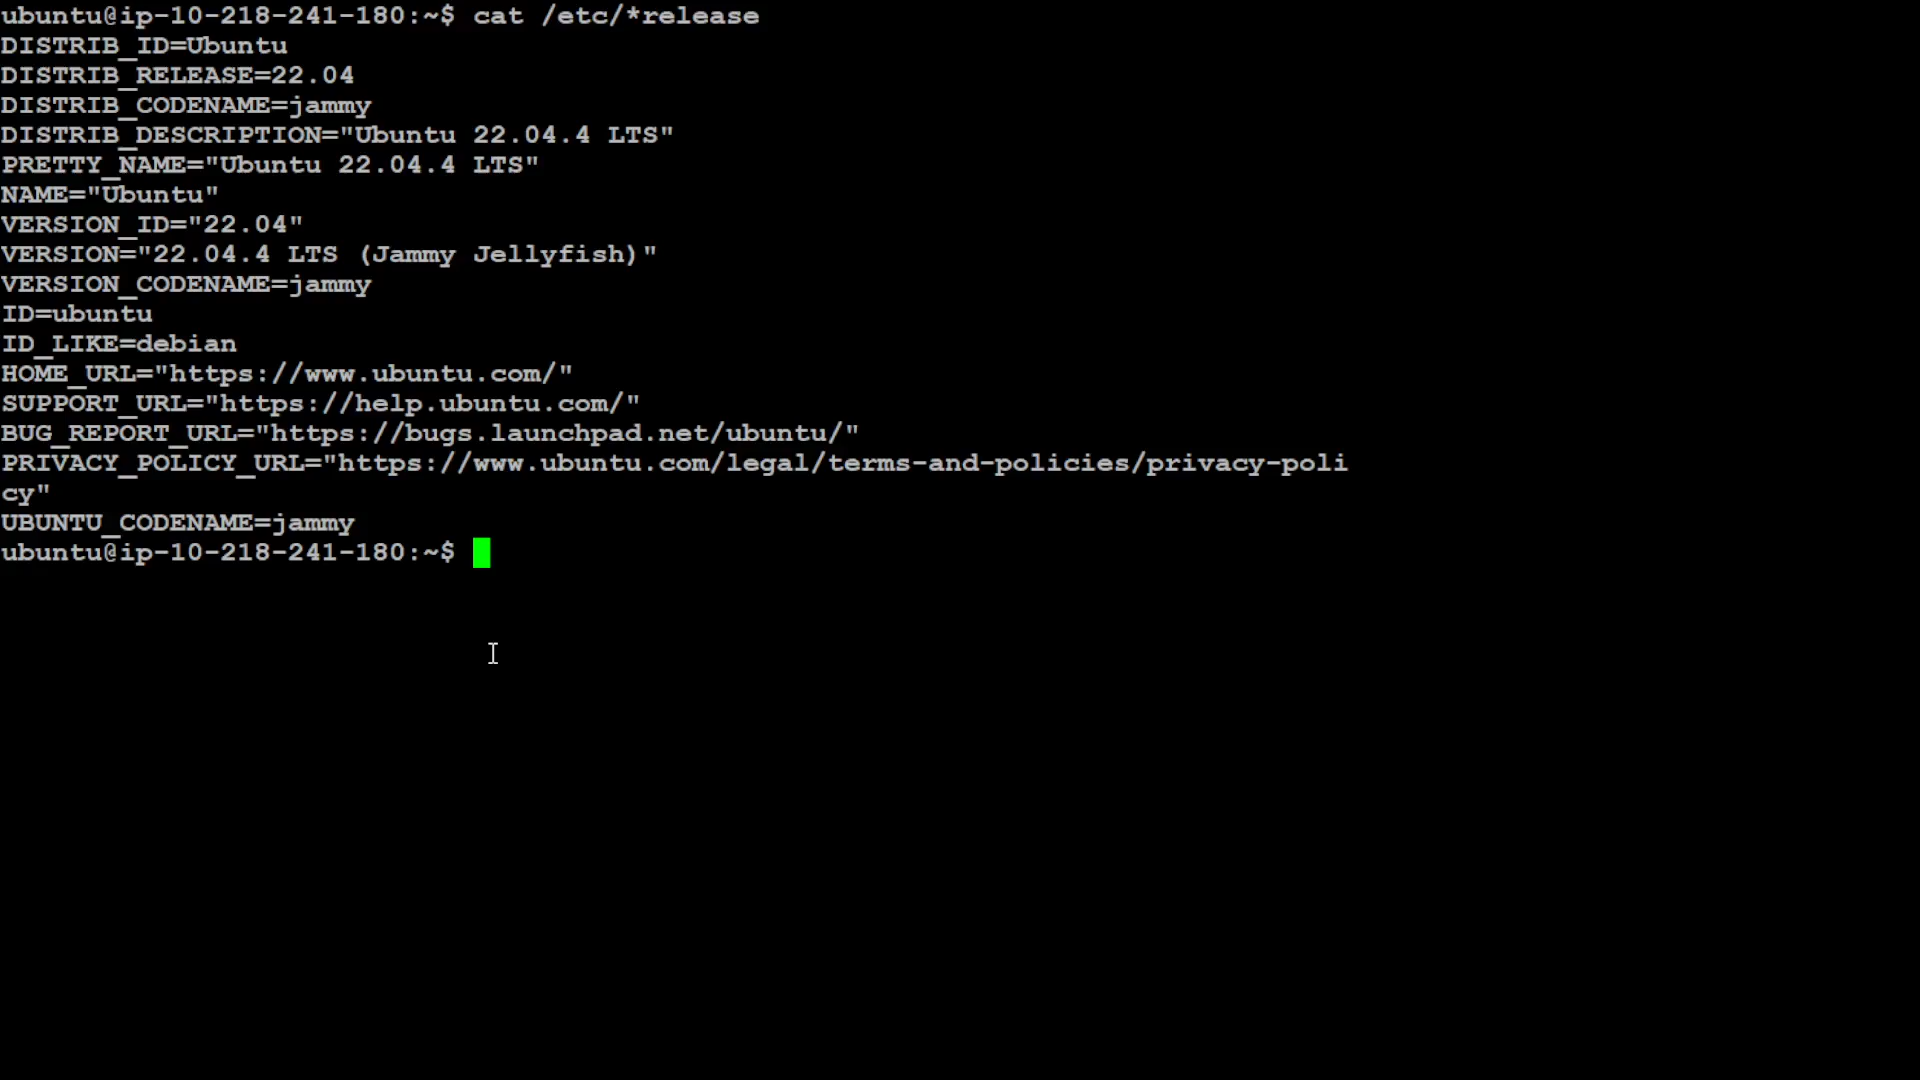 ubuntu@ip-10-218-241-180:~$ cat /etc/*release
DISTRIB_ID=Ubuntu
DISTRIB_RELEASE=22.04
DISTRIB_CODENAME=jammy
DISTRIB_DESCRIPTION="Ubuntu 22.04.4 LTS"
PRETTY_NAME="Ubuntu 22.04.4 LTS"
NAME="Ubuntu"
VERSION_ID="22.04"
VERSION="22.04.4 LTS (Jammy Jellyfish)"
VERSION_CODENAME=jammy
ID=ubuntu
ID_LIKE=debian
HOME_URL="https://www.ubuntu.com/"
SUPPORT_URL="https://help.ubuntu.com/"
BUG_REPORT_URL="https://bugs.launchpad.net/ubuntu/"
PRIVACY_POLICY_URL="https://www.ubuntu.com/legal/terms-and-policies/privacy-poli
cy"
UBUNTU_CODENAME=jammy
ubuntu@ip-10-218-241-180:~$